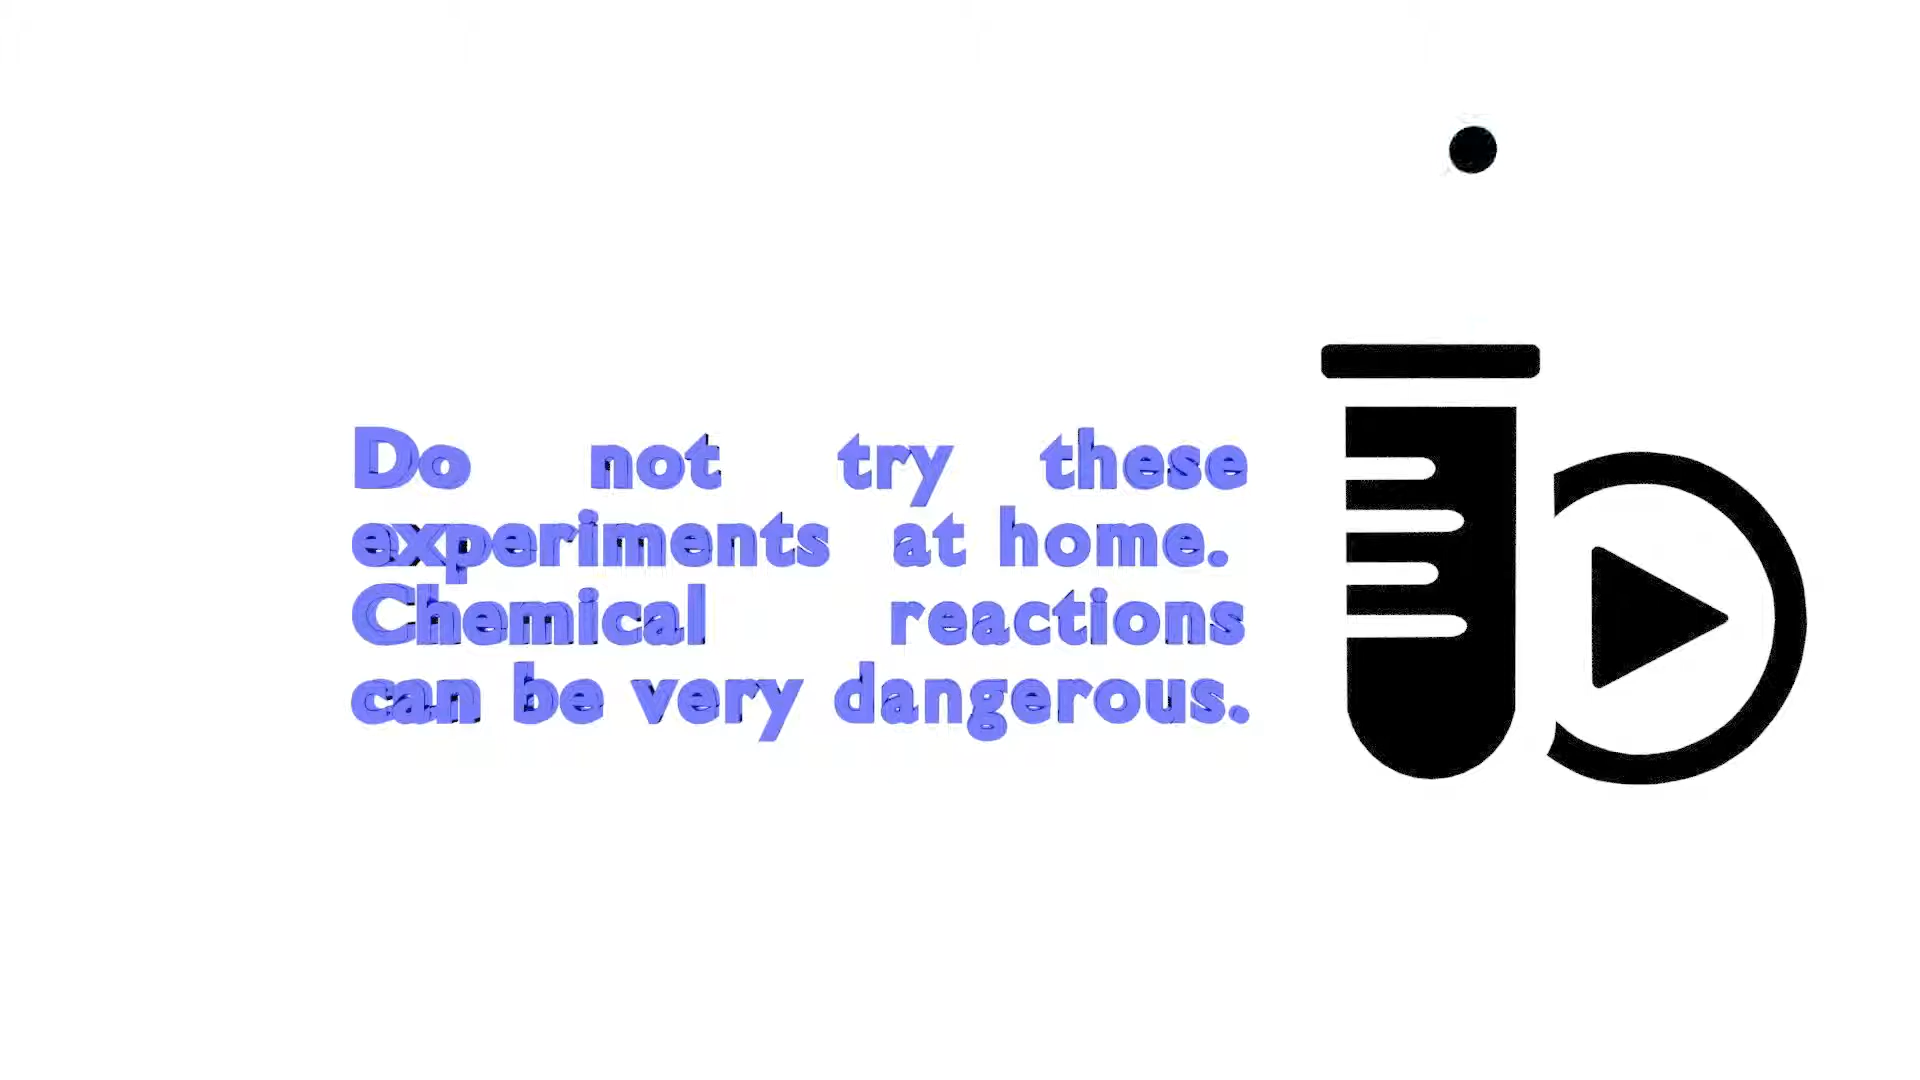 Do not try these
experiments at home.
Chemical reactions
can be very dangerous.